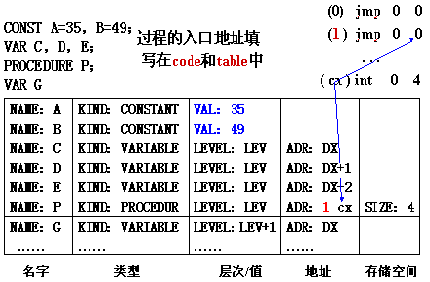 CONST A=35, B=49;
VAR C, D, E;
PROCEDURE P;
VAR G
过程的入口地址填
写在code和table中
(0) jmp 0 0
(1) jmp 0 0
...
(cx) int 0 4
NAME: A KIND: CONSTANT VAL: 35
NAME: B KIND: CONSTANT VAL: 49
NAME: C KIND: VARIABLE LEVEL: LEV ADR: DX
NAME: D KIND: VARIABLE LEVEL: LEV ADR: DX+1
NAME: E KIND: VARIABLE LEVEL: LEV ADR: DX+2
NAME: P KIND: PROCEDUR LEVEL: LEV ADR: 1 cx SIZE: 4
NAME: G KIND: VARIABLE LEVEL: LEV+1 ADR: DX
...... ...... ...... ......
名字 类型 层次/值 地址 存储空间